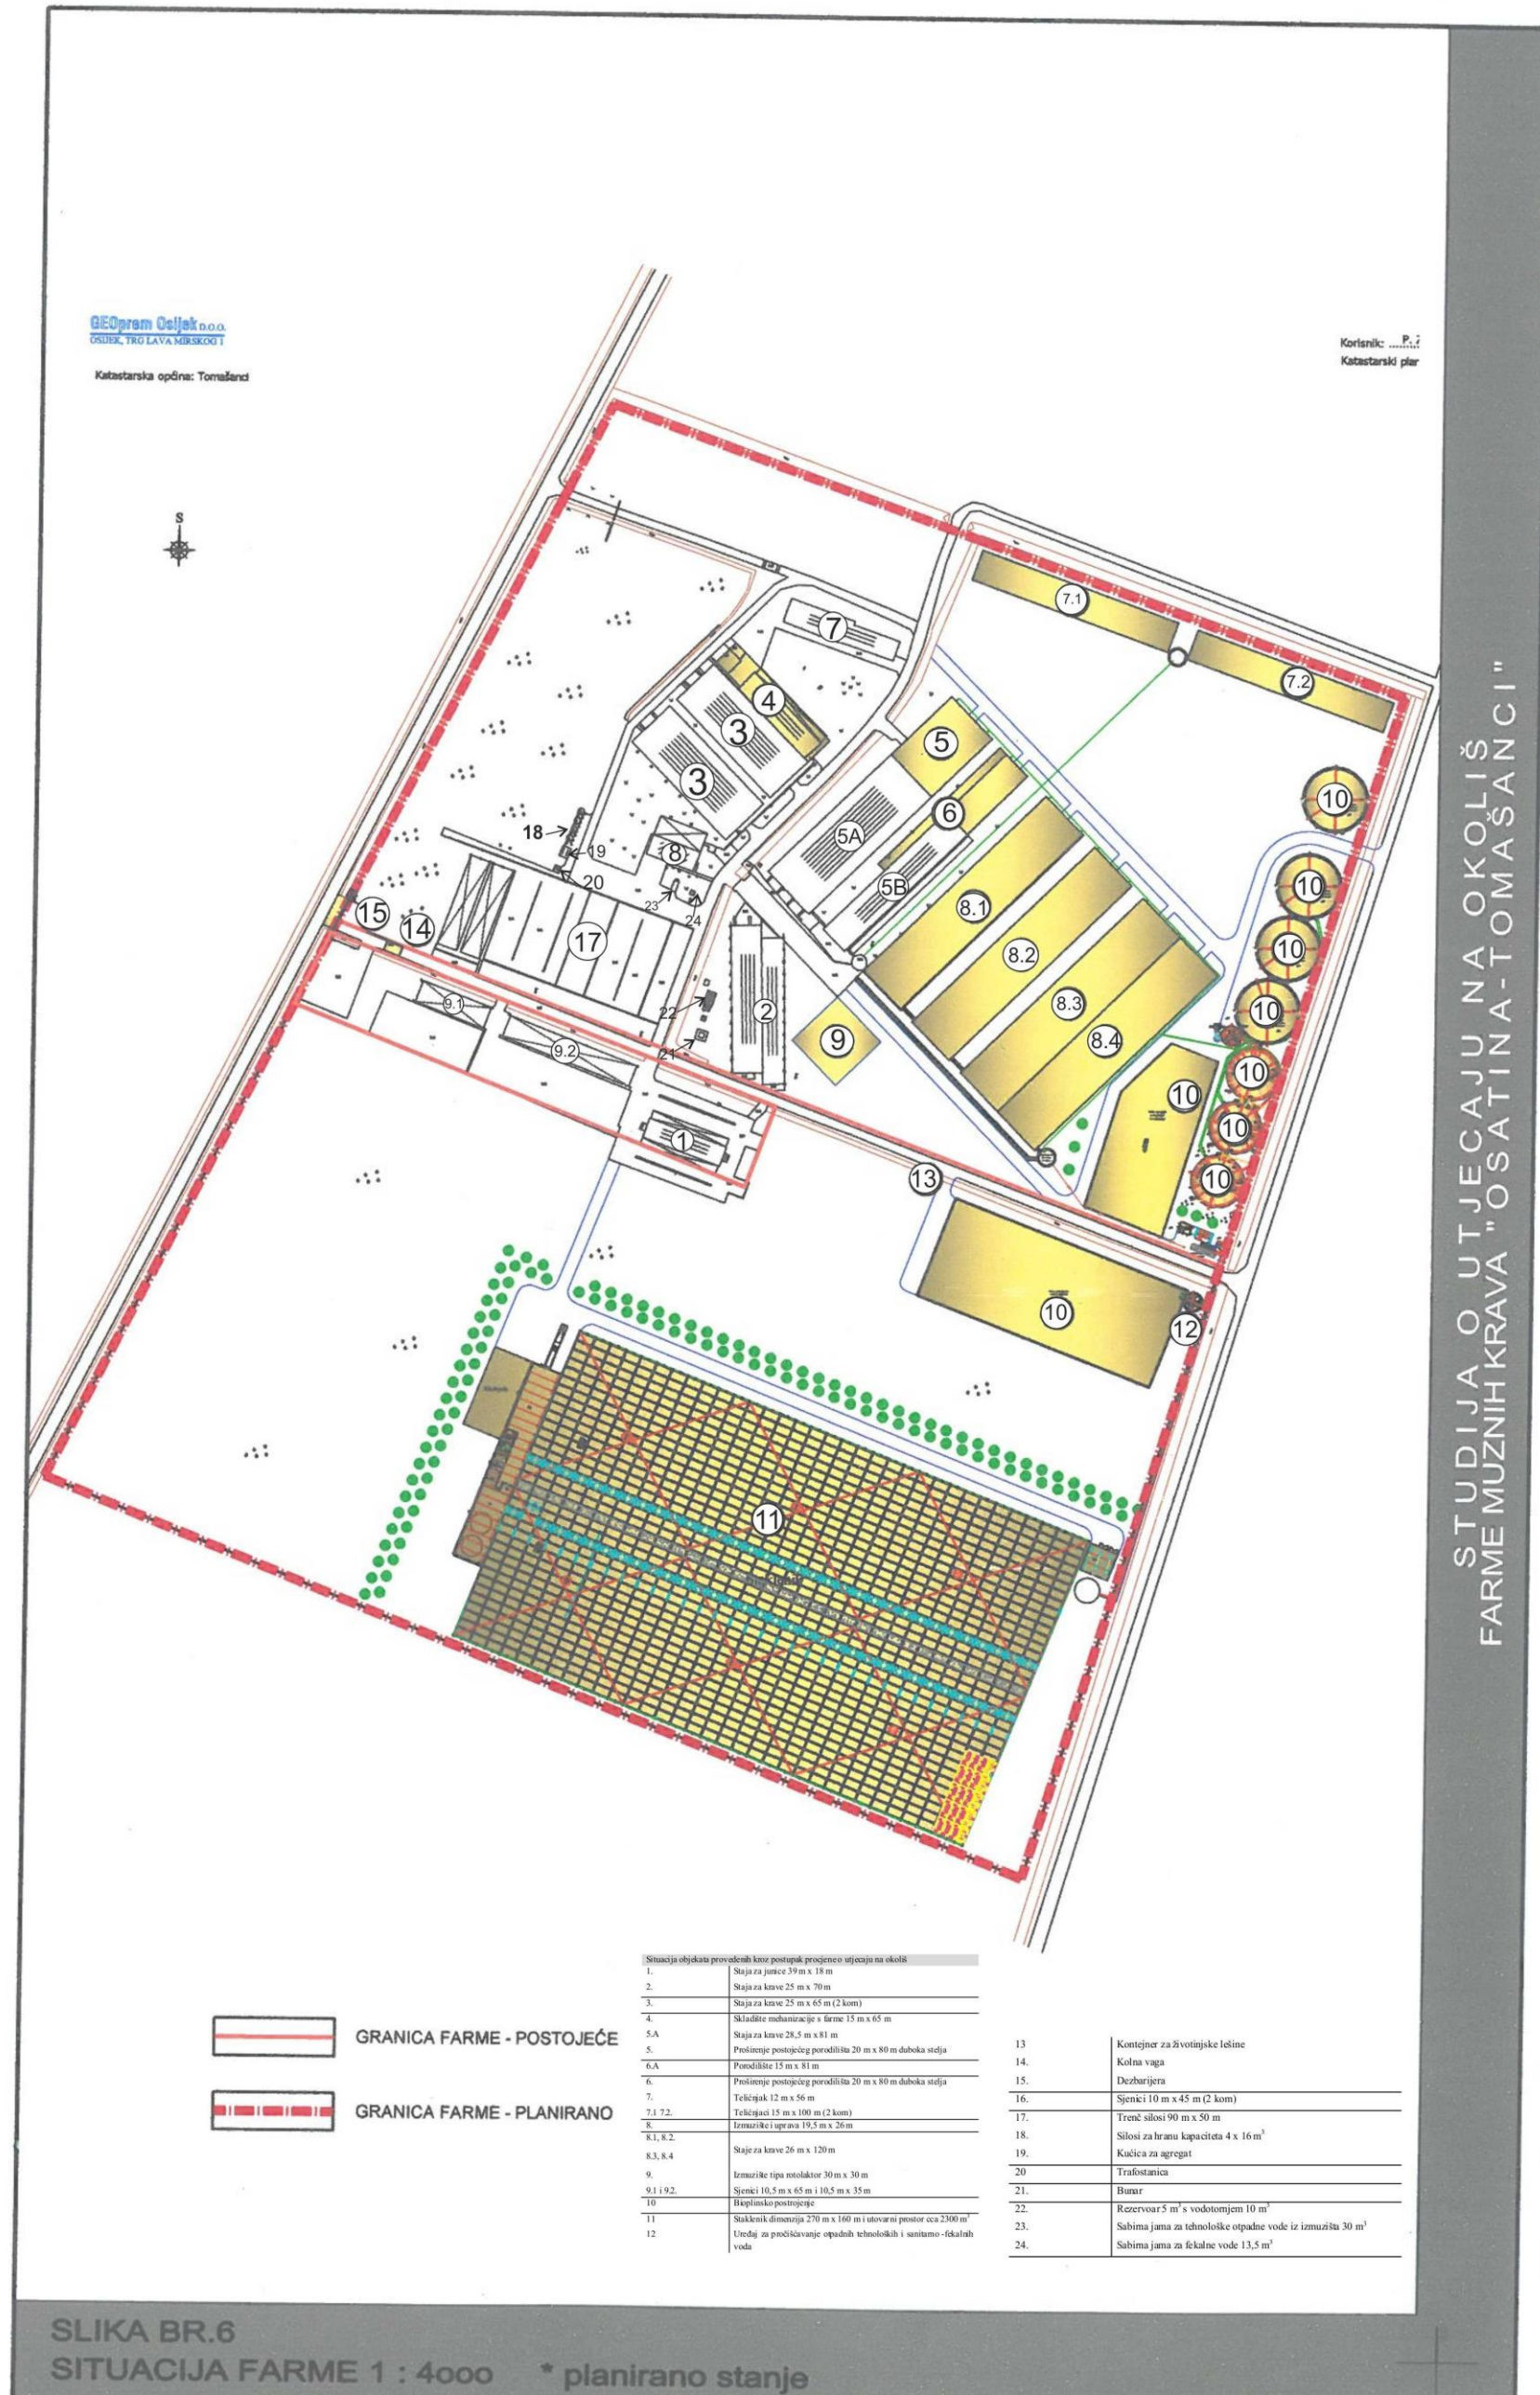 GEOprem Osijek D.O.O.
OSIJEK, TRG LAVA MIRSKOG 1
Katastarska općina: Tomašanci
Korisnik: ........
Katastarski plan
S
7.1
7.2
7
4
3
3
5
6
5A
5B
8
18
19
20
23
24
15
14
17
2
22
21
9
9.1
9.2
1
8.1
8.2
8.3
8.4
10
10
10
10
10
10
10
10
13
10
12
11
STUDIJA O UTJECAJU NA OKOLIŠ
FARME MUZNIH KRAVA "OSATINA-TOMAŠANCI"
GRANICA FARME - POSTOJEĆE
GRANICA FARME - PLANIRANO
Situacija objekata provedenih kroz postupak procjene o utjecaju na okoliš
1. Staja za junice 39 m x 18 m
2. Staja za krave 25 m x 70 m
3. Staja za krave 25 m x 65 m (2 kom)
4. Skladište mehanizacije s farme 15 m x 65 m
5.A Staja za krave 28,5 m x 81 m
5. Proširenje postojećeg porodilišta 20 m x 80 m duboka stelja
6.A Porodilište 15 m x 81 m
6. Proširenje postojećeg porodilišta 20 m x 80 m duboka stelja
7. Teličnjak 12 m x 56 m
7.1 7.2. Teličnjaci 15 m x 100 m (2 kom)
8. Izmuzište i uprava 19,5 m x 26 m
8.1, 8.2.
8.3, 8.4 Staje za krave 26 m x 120 m
9. Izmuzište tipa rotolaktor 30 m x 30 m
9.1 i 9.2. Sjenici 10,5 m x 65 m i 10,5 m x 35 m
10 Bioplinsko postrojenje
11 Staklenik dimenzija 270 m x 160 m i utovarni prostor cca 2300 m²
12 Uređaj za pročišćavanje otpadnih tehnoloških i sanitarno -fekalnih
voda
13 Kontejner za životinjske lešine
14. Kolna vaga
15. Dezbarijera
16. Sjenici 10 m x 45 m (2 kom)
17. Trenč silosi 90 m x 50 m
18. Silosi za hranu kapaciteta 4 x 16 m³
19. Kućica za agregat
20 Trafostanica
21. Bunar
22. Rezervoar 5 m³ s vodotornjem 10 m³
23. Sabirna jama za tehnološke otpadne vode iz izmuzišta 30 m³
24. Sabirna jama za fekalne vode 13,5 m³
SLIKA BR.6
SITUACIJA FARME 1 : 4000 * planirano stanje